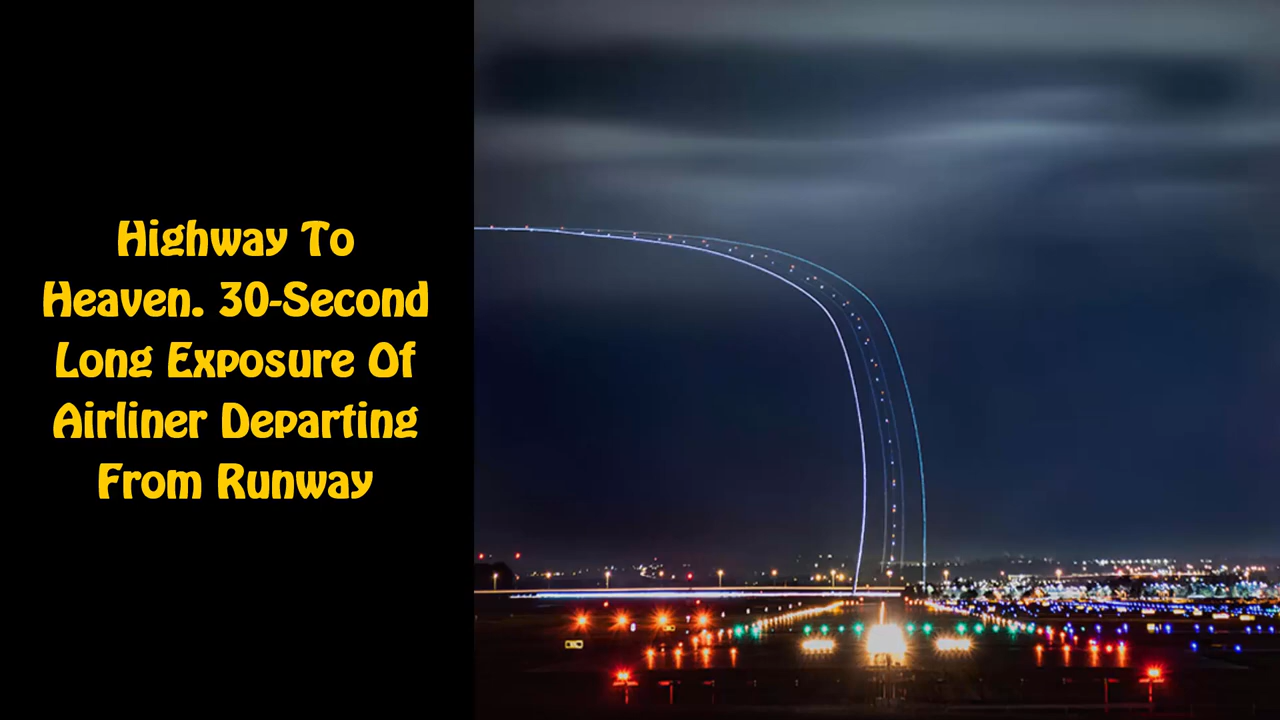 Highway To
Heaven. 30-Second
Long Exposure Of
Airliner Departing
From Runway